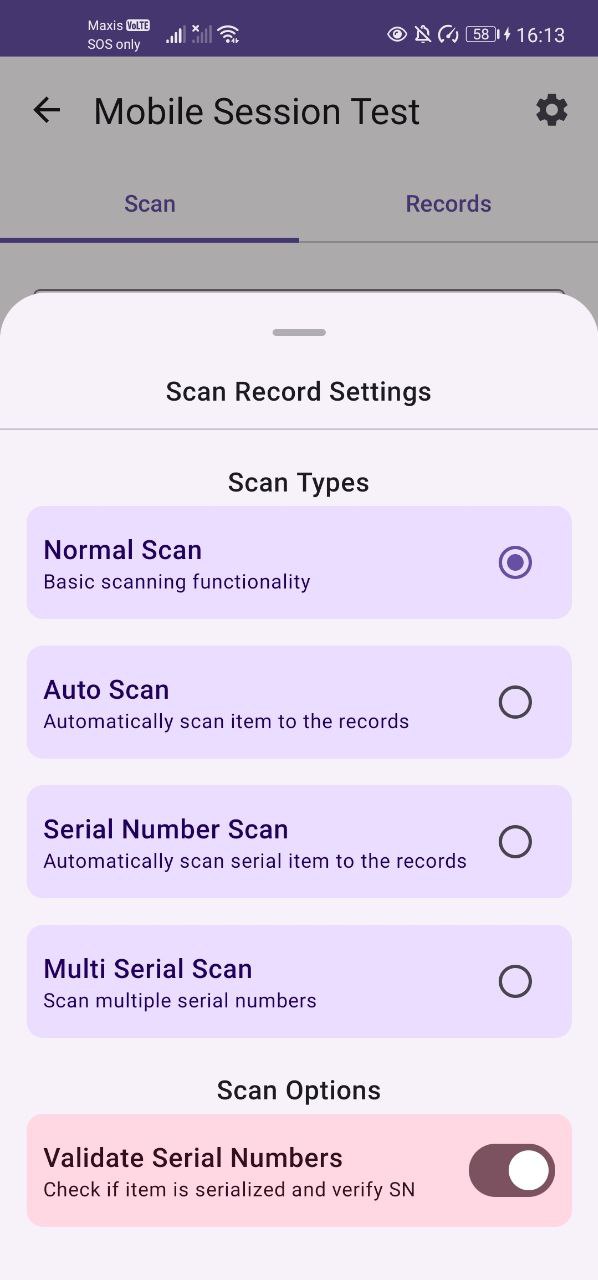 Maxis VoLTE
SOS only
58
16:13
Mobile Session Test
Scan
Records
Scan Record Settings
Scan Types
Normal Scan
Basic scanning functionality
Auto Scan
Automatically scan item to the records
Serial Number Scan
Automatically scan serial item to the records
Multi Serial Scan
Scan multiple serial numbers
Scan Options
Validate Serial Numbers
Check if item is serialized and verify SN